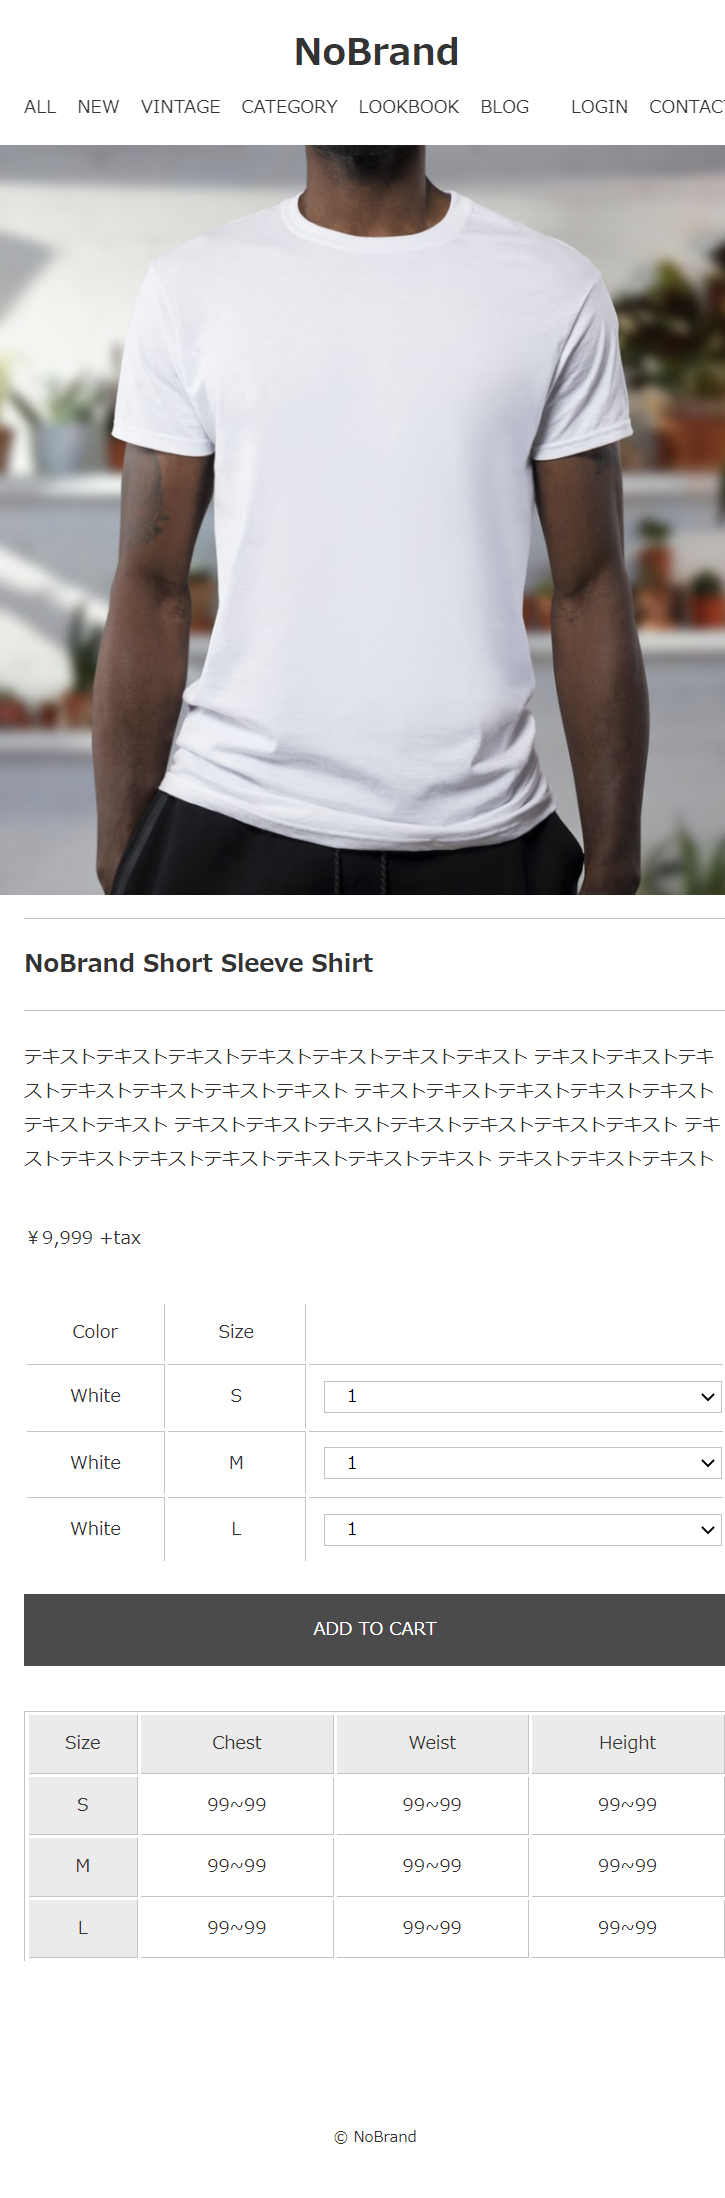 NoBrand
ALL NEW VINTAGE CATEGORY LOOKBOOK BLOG LOGIN CONTACT
NoBrand Short Sleeve Shirt
テキストテキストテキストテキストテキストテキストテキスト テキストテキストテキ
ストテキストテキストテキストテキスト テキストテキストテキストテキストテキスト
テキストテキスト テキストテキストテキストテキストテキストテキストテキスト テキ
ストテキストテキストテキストテキストテキストテキスト テキストテキストテキスト
¥9,999 +tax
Color Size
White S 1
White M 1
White L 1
ADD TO CART
Size Chest Weist Height
S 99~99 99~99 99~99
M 99~99 99~99 99~99
L 99~99 99~99 99~99
© NoBrand